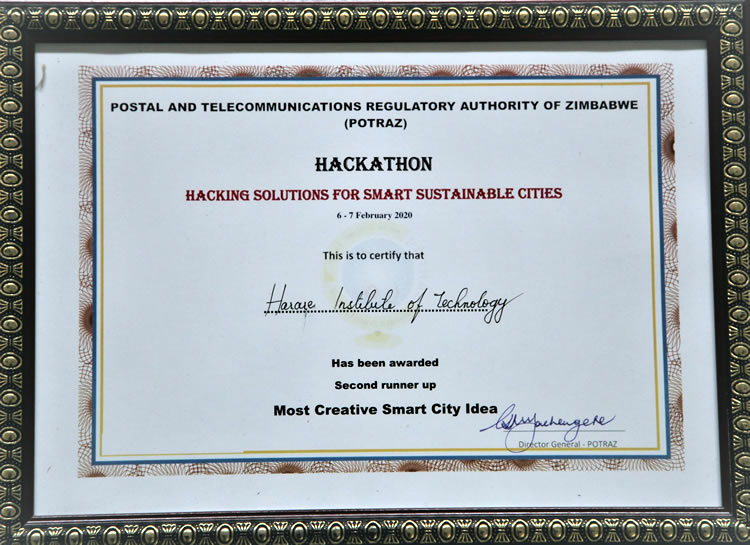 POSTAL AND TELECOMMUNICATIONS REGULATORY AUTHORITY OF ZIMBABWE
(POTRAZ)
HACKATHON
HACKING SOLUTIONS FOR SMART SUSTAINABLE CITIES
6 - 7 February 2020
This is to certify that
Harare Institute of Technology
Has been awarded
Second runner up
Most Creative Smart City Idea
Director General - POTRAZ